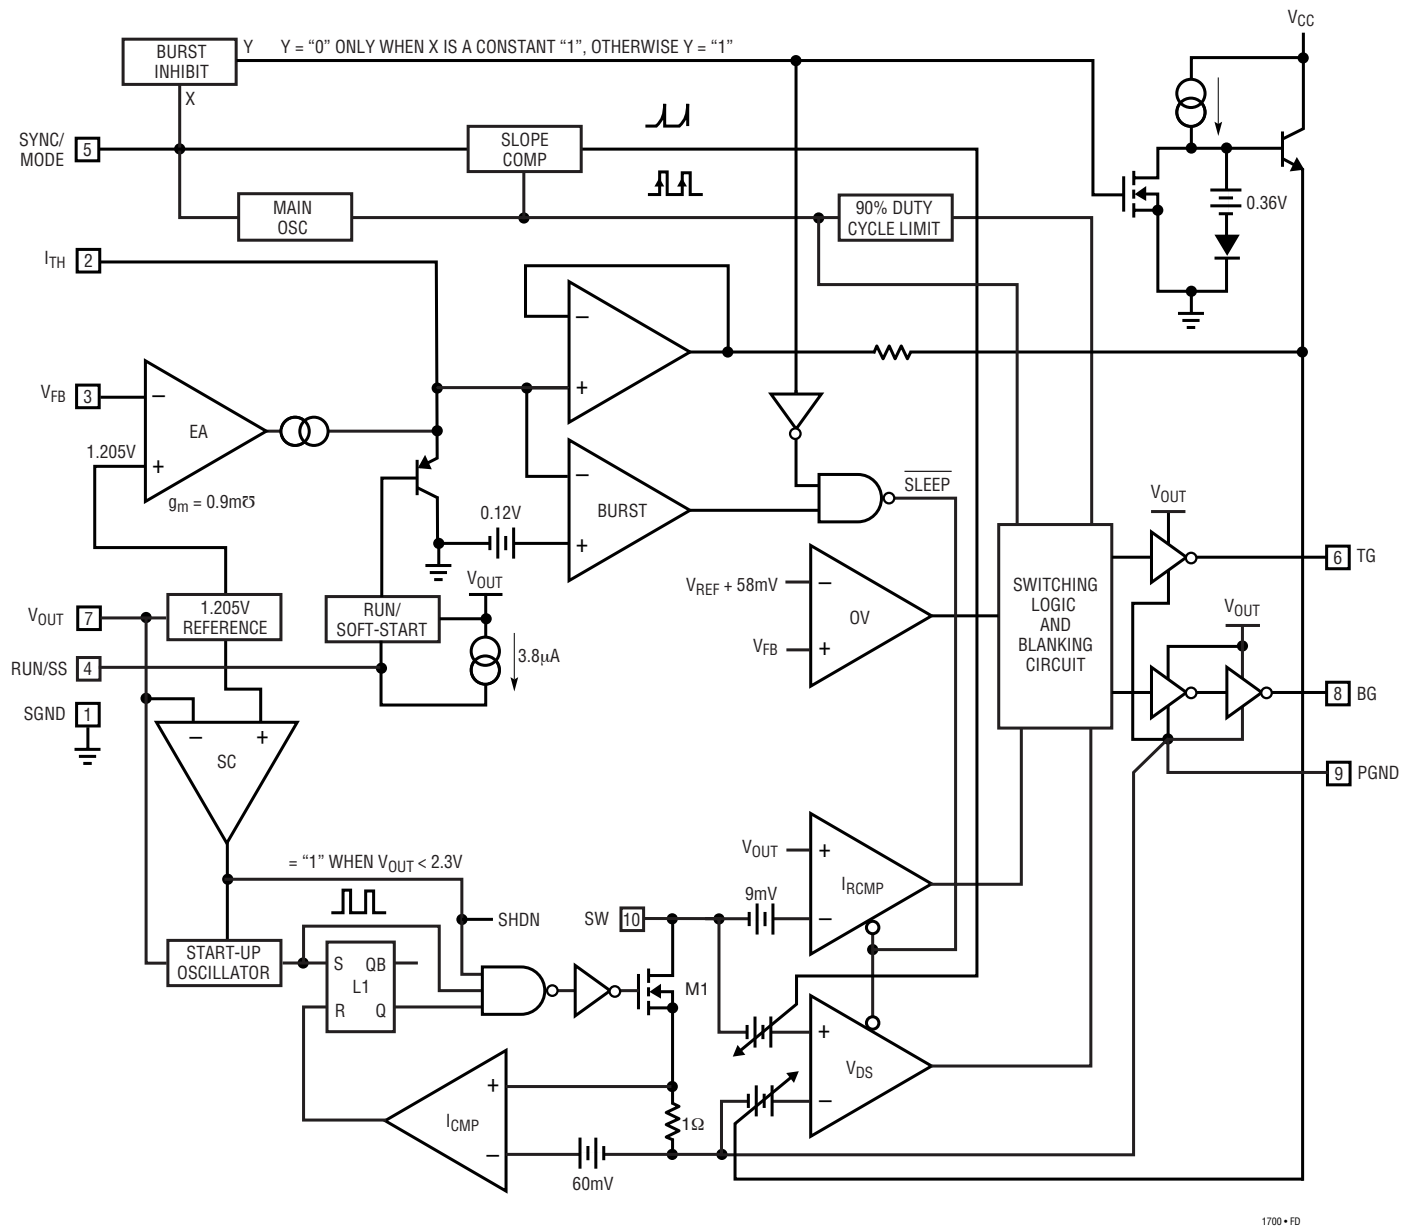 V_CC
BURST
INHIBIT
Y
Y = “0” ONLY WHEN X IS A CONSTANT “1”, OTHERWISE Y = “1”
X
SYNC/
MODE
5
SLOPE
COMP
MAIN
OSC
90% DUTY
CYCLE LIMIT
0.36V
I_TH
2
–
+
V_FB
3
–
EA
1.205V
+
g_m = 0.9m℧
–
BURST
+
0.12V
SLEEP
V_OUT
V_OUT
6
TG
V_REF + 58mV
–
OV
V_FB
+
SWITCHING
LOGIC
AND
BLANKING
CIRCUIT
V_OUT
7
1.205V
REFERENCE
RUN/
SOFT-START
3.8µA
V_OUT
RUN/SS
4
8
BG
SGND
1
–
+
SC
9
PGND
= “1” WHEN V_OUT < 2.3V
V_OUT
+
I_RCMP
9mV
–
SHDN
SW
10
START-UP
OSCILLATOR
S
QB
L1
R
Q
M1
+
V_DS
–
+
I_CMP
–
1Ω
60mV
1700 • FD